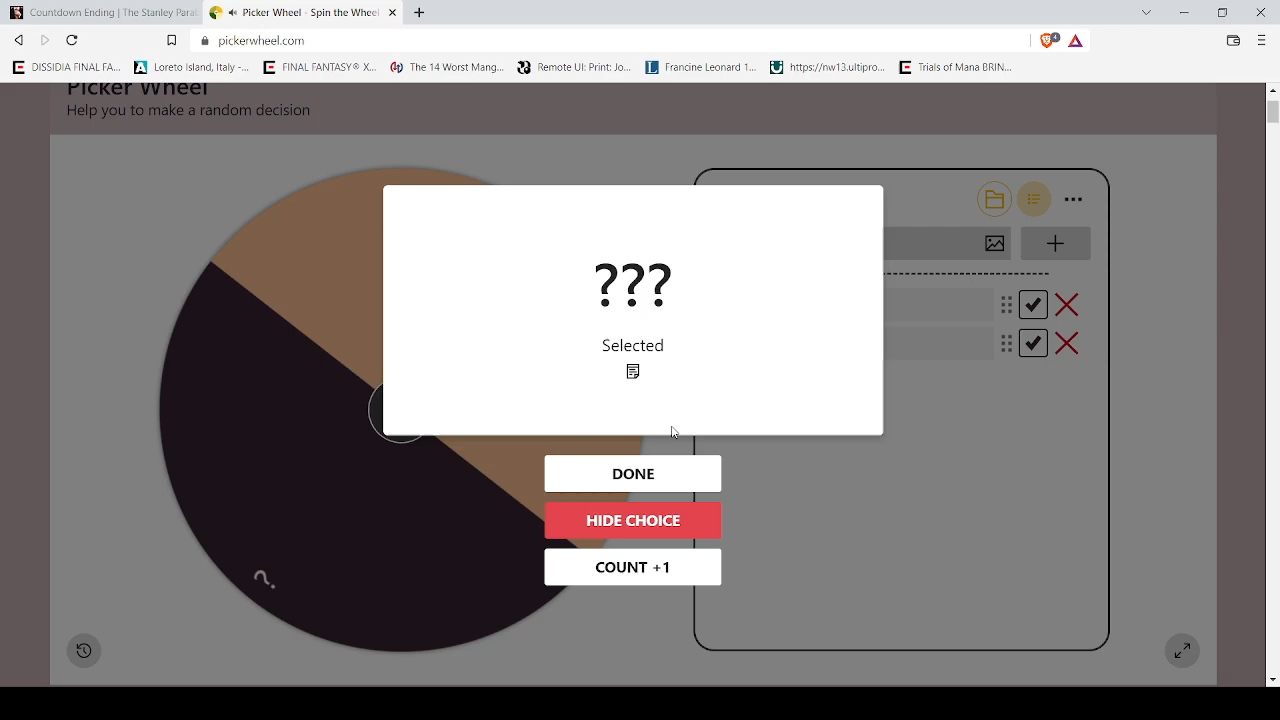 Countdown Ending | The Stanley Para
Picker Wheel - Spin the Wheel
pickerwheel.com
4
DISSIDIA FINAL FA...
Loreto Island, Italy -...
FINAL FANTASY® X...
The 14 Worst Mang...
Remote UI: Print: Jo...
Francine Leonard 1...
https://nw13.ultipro...
Trials of Mana BRIN...
Picker Wheel
Help you to make a random decision
???
Selected
DONE
HIDE CHOICE
COUNT +1
?.